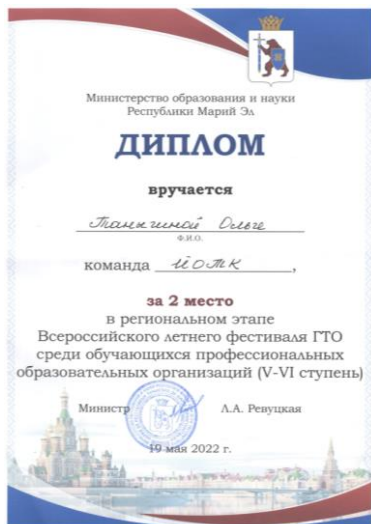 Министерство образования и науки
Республики Марий Эл
ДИПЛОМ
вручается
Ольге
Ф.И.О.
команда ЙОТК,
за 2 место
в региональном этапе
Всероссийского летнего фестиваля ГТО
среди обучающихся профессиональных
образовательных организаций (V-VI ступень)
Министр Л.А. Ревуцкая
19 мая 2022 г.